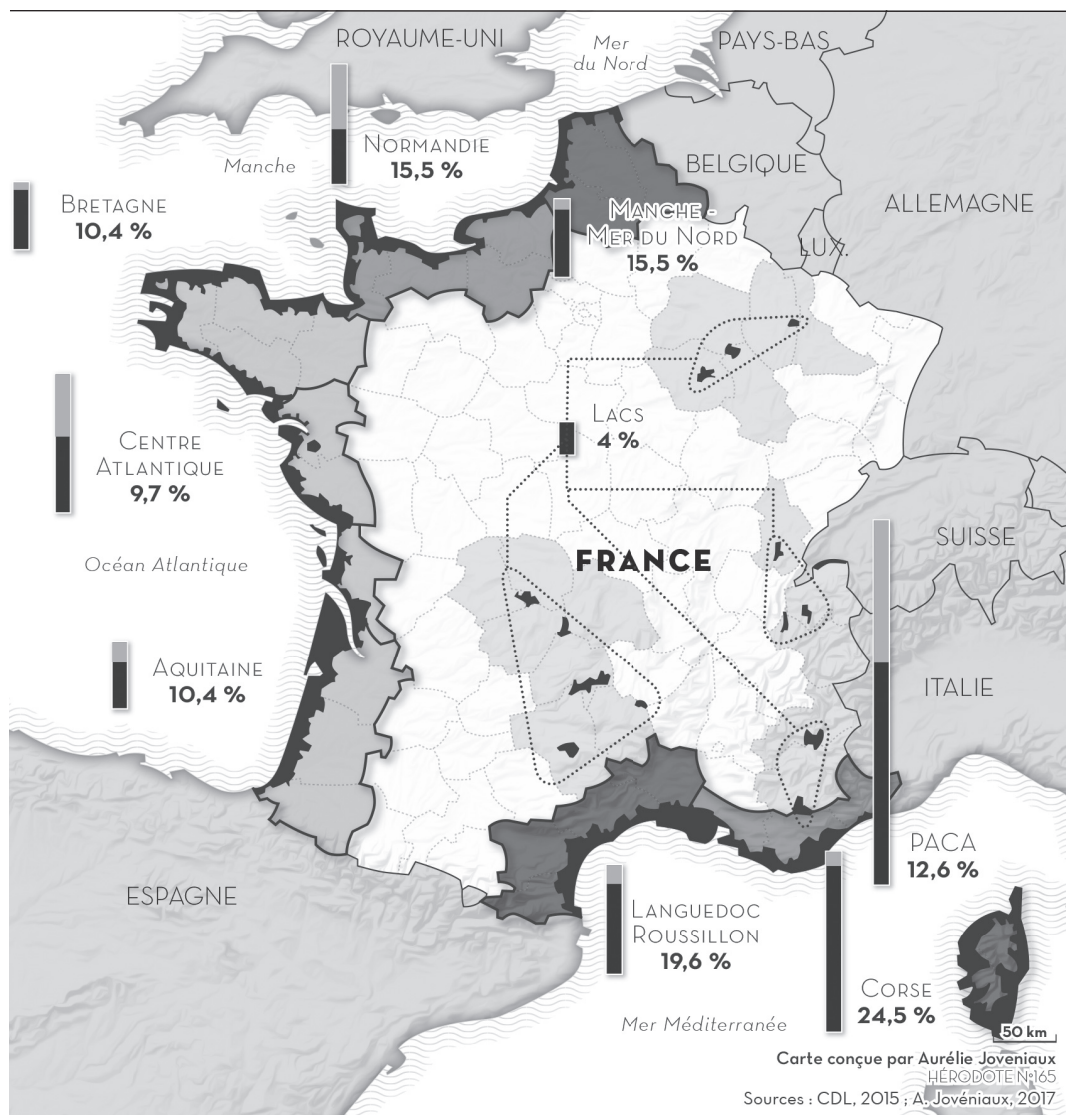 ROYAUME-UNI
Mer
du Nord
PAYS-BAS
NORMANDIE
15,5 %
Manche
BELGIQUE
BRETAGNE
10,4 %
ALLEMAGNE
MANCHE -
MER DU NORD
15,5 %
LUX.
LACS
4 %
CENTRE
ATLANTIQUE
9,7 %
SUISSE
FRANCE
Océan Atlantique
AQUITAINE
10,4 %
ITALIE
PACA
12,6 %
ESPAGNE
LANGUEDOC
ROUSSILLON
19,6 %
CORSE
24,5 %
Mer Méditerranée
50 km
Carte conçue par Aurélie Joveniaux
HÉRODOTE N°165
Sources : CDL, 2015 ; A. Jovéniaux, 2017